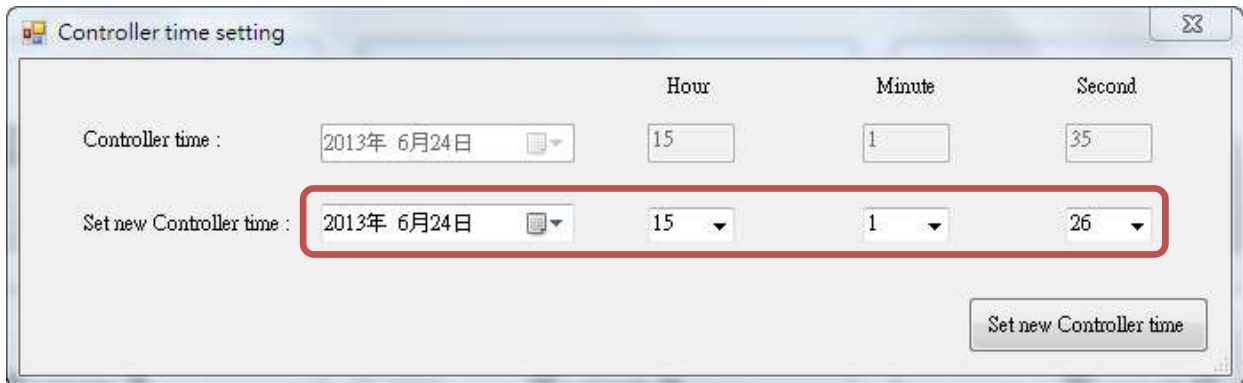 Controller time setting
Hour Minute Second
Controller time : 2013年 6月24日 15 1 35
Set new Controller time : 2013年 6月24日 15 1 26
Set new Controller time